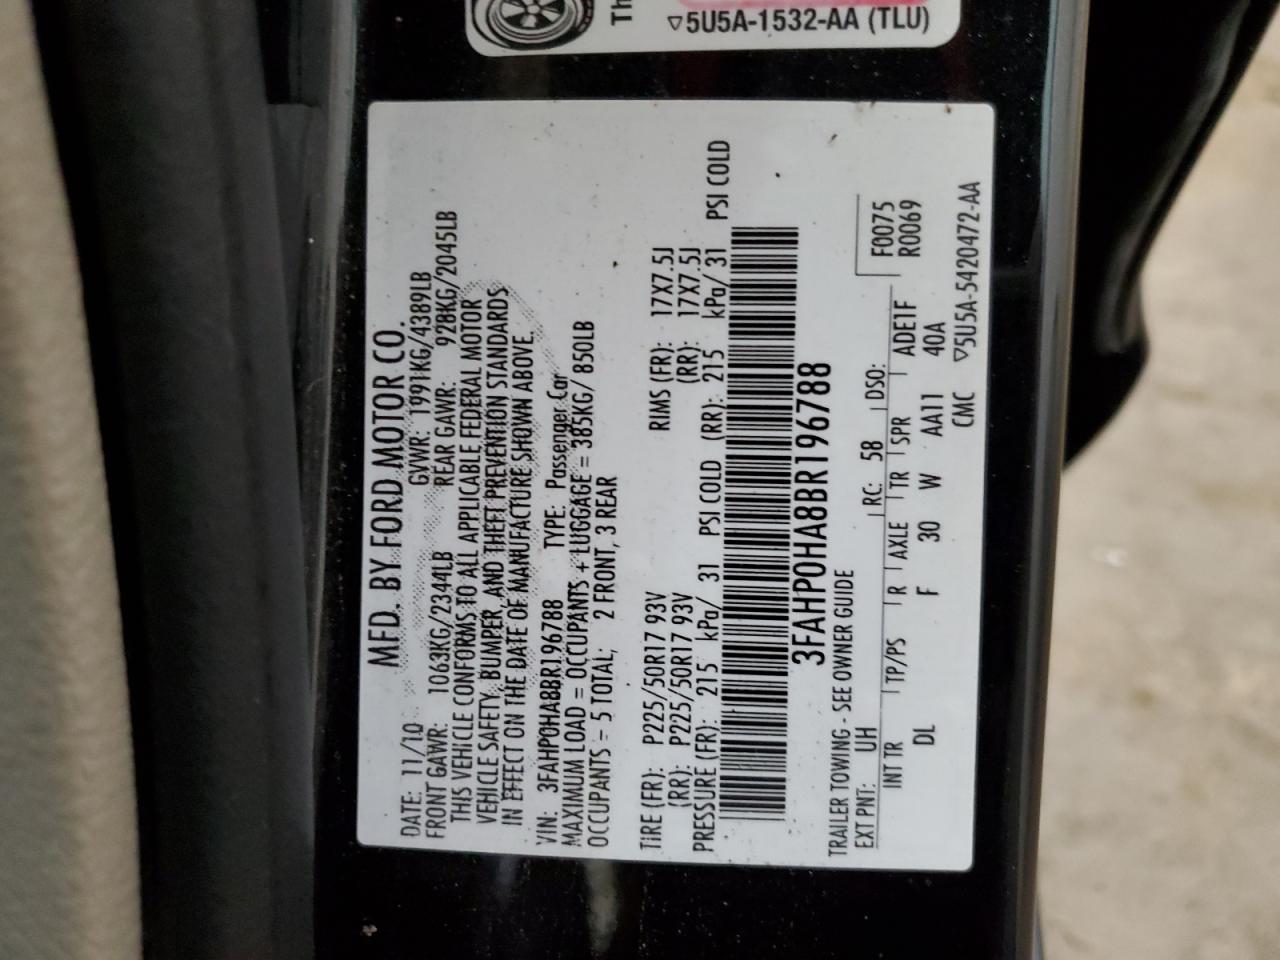 Th
▽5U5A-1532-AA (TLU)
MFD. BY FORD MOTOR CO.
DATE: 11/10 GVWR: 1991KG/4389LB
FRONT GAWR: 1063KG/2344LB REAR GAWR: 928KG/2045LB
THIS VEHICLE CONFORMS TO ALL APPLICABLE FEDERAL MOTOR
VEHICLE SAFETY, BUMPER, AND THEFT PREVENTION STANDARDS
IN EFFECT ON THE DATE OF MANUFACTURE SHOWN ABOVE.
VIN: 3FAHP0HA8BR196788 TYPE: Passenger Car
MAXIMUM LOAD = OCCUPANTS + LUGGAGE = 385KG/ 850LB
OCCUPANTS = 5 TOTAL; 2 FRONT, 3 REAR
TIRE (FR): P225/50R17 93V RIMS (FR): 17X7.5J
(RR): P225/50R17 93V (RR): 17X7.5J
PRESSURE (FR): 215 kPa/ 31 PSI COLD (RR): 215 kPa/ 31 PSI COLD
3FAHP0HA8BR196788
TRAILER TOWING - SEE OWNER GUIDE
EXT PNT: UH RC: 58 DSO: F0075
R0069
INT TR TP/PS R AXLE TR SPR ADE1F
DL F 30 W AA11 40A
CMC ▽5U5A-5420472-AA